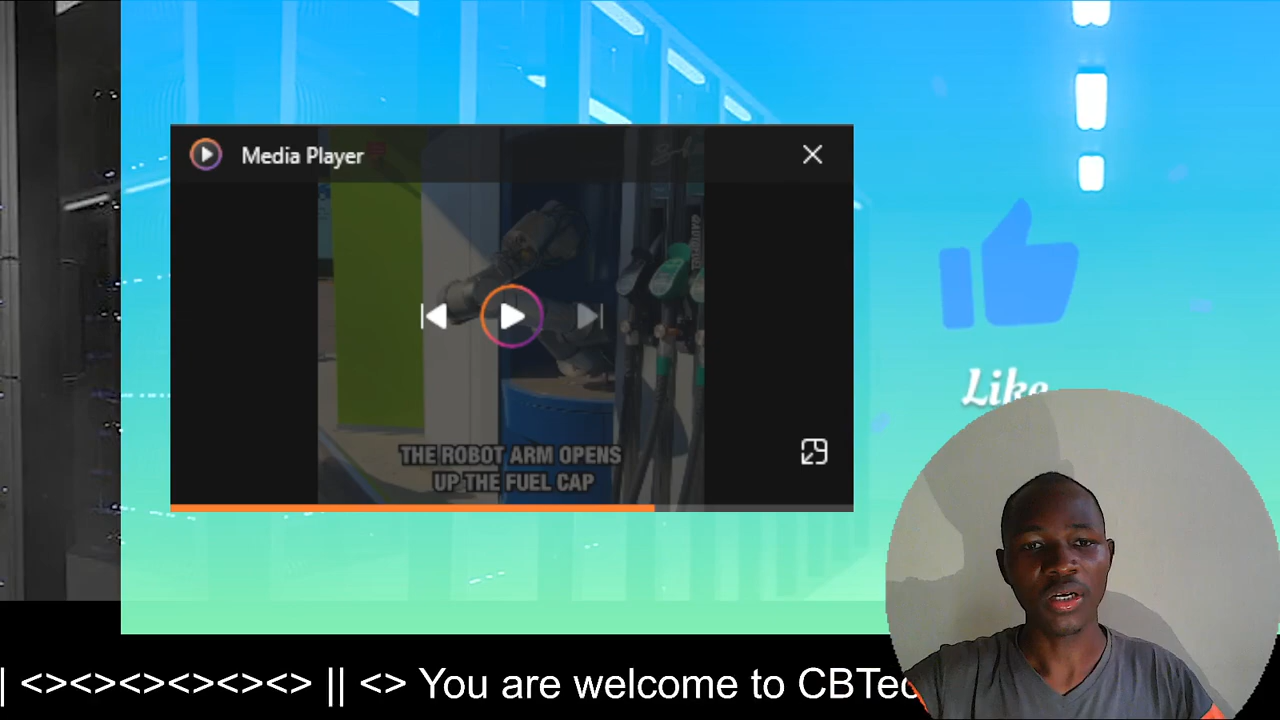 Media Player
THE ROBOT ARM OPENS
UP THE FUEL CAP
Like
| <><><><><><> || <> You are welcome to CBTec